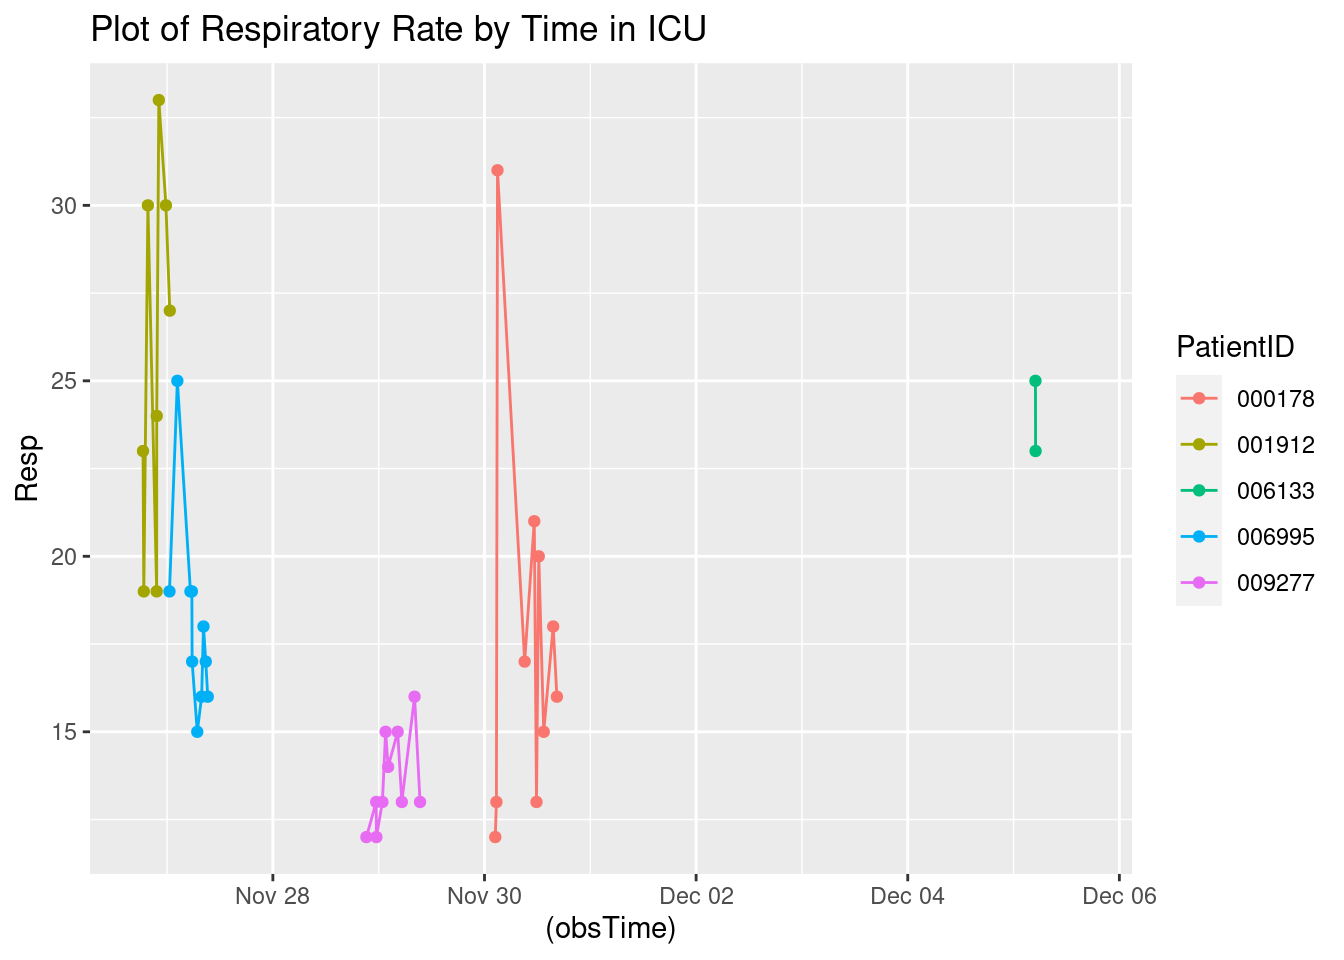 Plot of Respiratory Rate by Time in ICU
Resp
30
25
20
15
Nov 28 Nov 30 Dec 02 Dec 04 Dec 06
(obsTime)
PatientID
000178
001912
006133
006995
009277